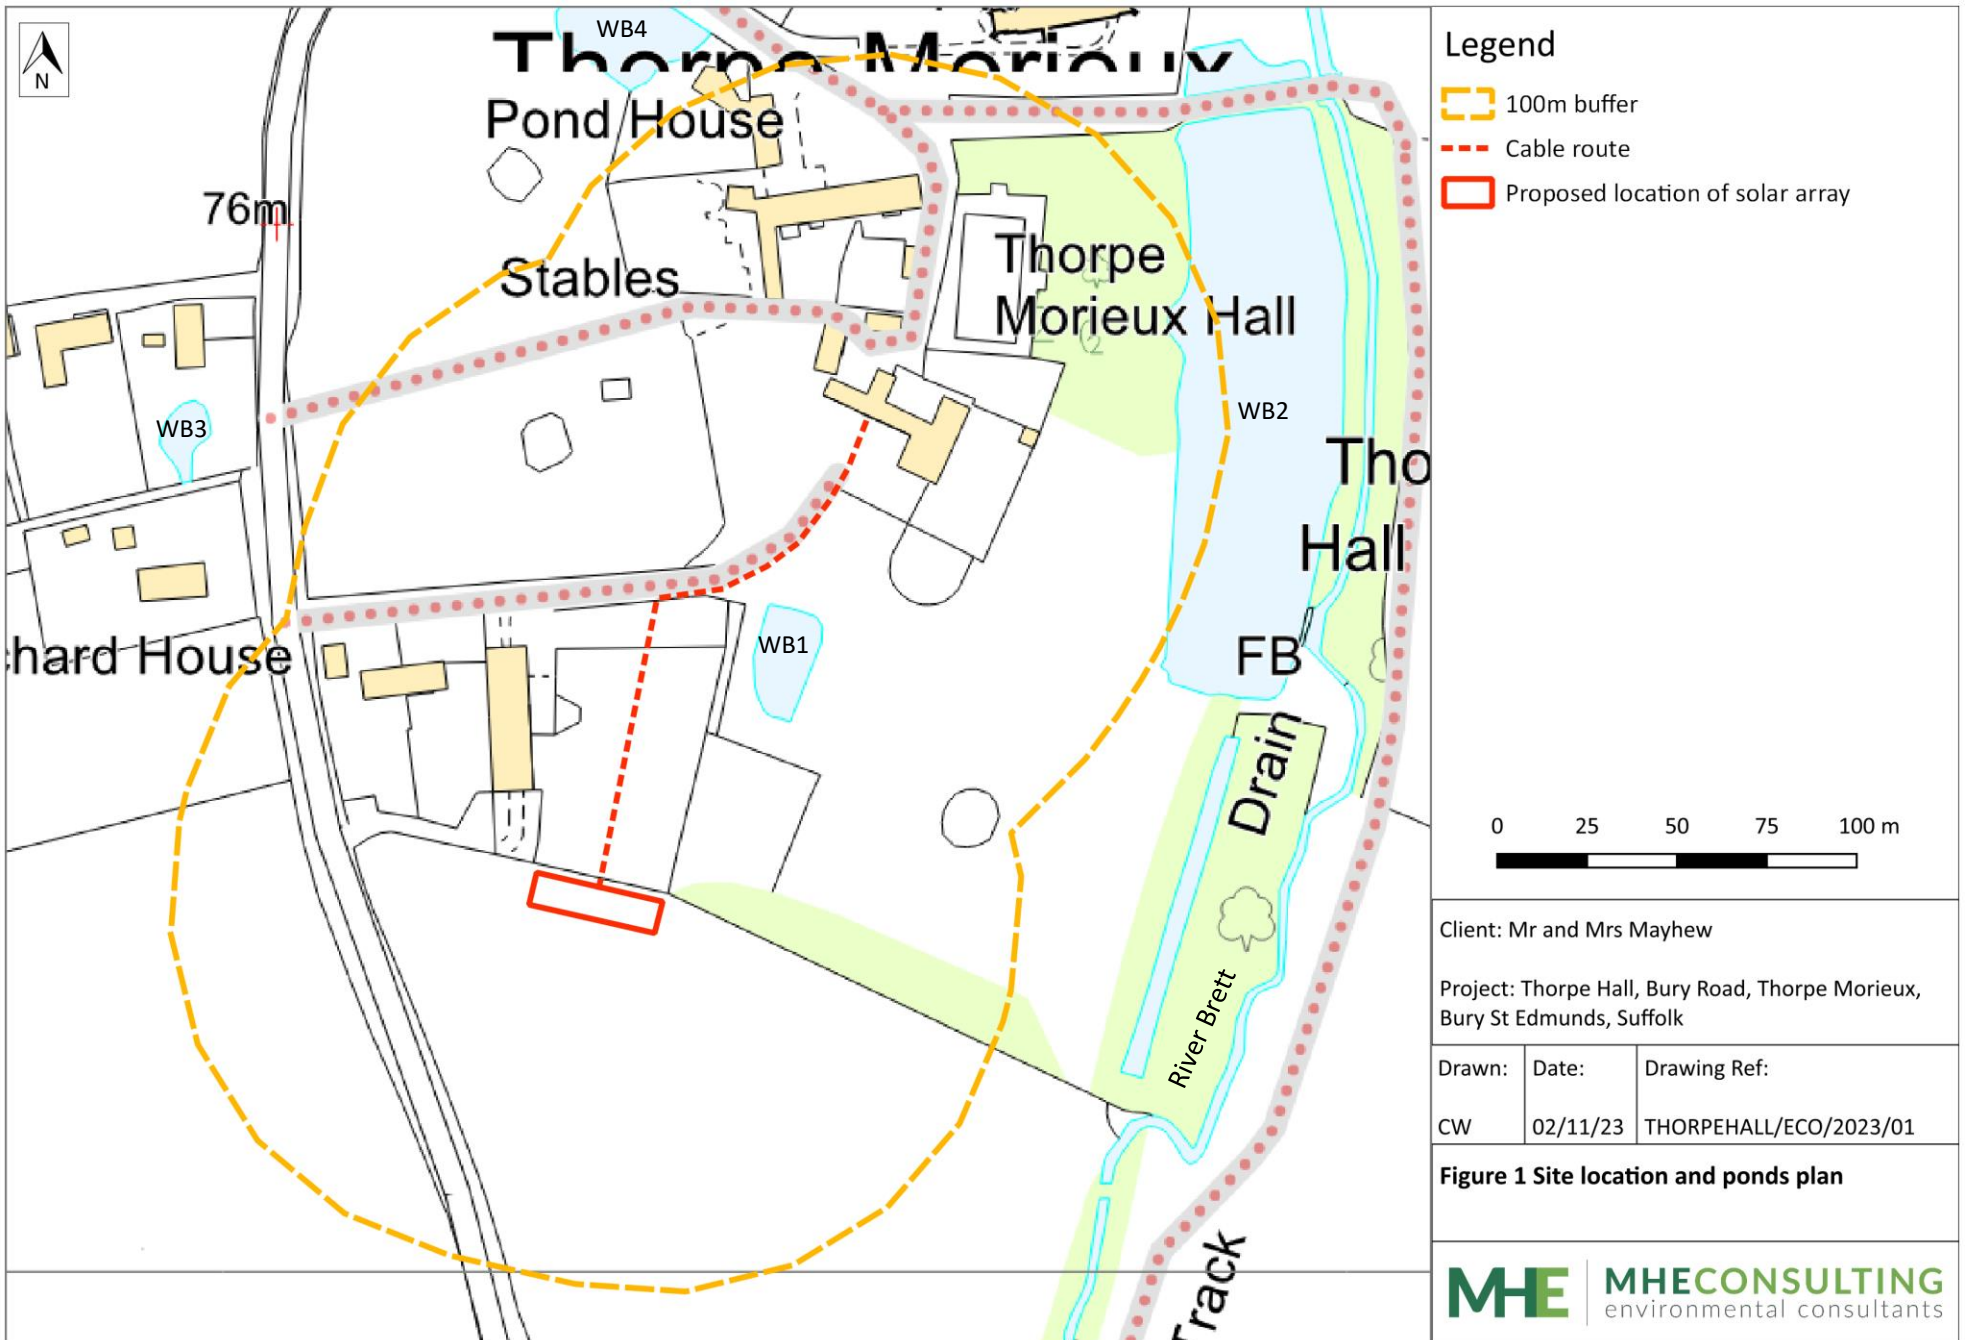 N
WB4
Thorpe Morieux
Pond House
76m
Stables
Thorpe
Morieux Hall
WB3
WB2
Tho
Hall
WB1
chard House
FB
Drain
River Brett
Track
Legend
100m buffer
Cable route
Proposed location of solar array
0 25 50 75 100 m
Client: Mr and Mrs Mayhew
Project: Thorpe Hall, Bury Road, Thorpe Morieux,
Bury St Edmunds, Suffolk
Drawn: Date: Drawing Ref:
CW 02/11/23 THORPEHALL/ECO/2023/01
Figure 1 Site location and ponds plan
MHE MHECONSULTING
environmental consultants